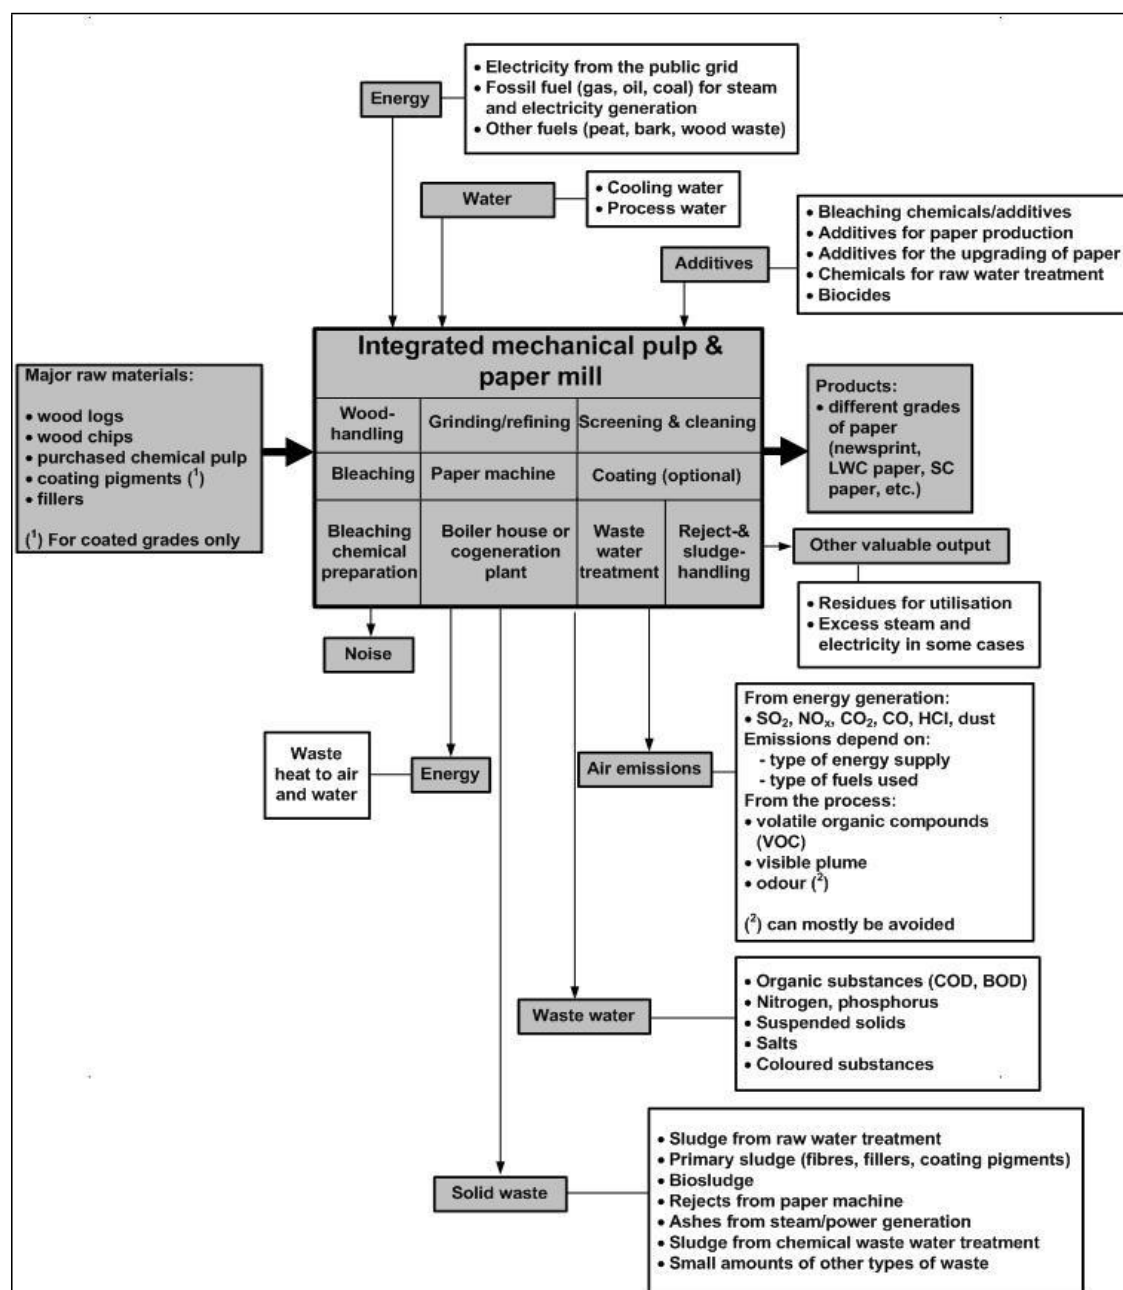 • Electricity from the public grid
• Fossil fuel (gas, oil, coal) for steam
and electricity generation
• Other fuels (peat, bark, wood waste)
Energy
Water
• Cooling water
• Process water
Additives
• Bleaching chemicals/additives
• Additives for paper production
• Additives for the upgrading of paper
• Chemicals for raw water treatment
• Biocides
Major raw materials:
• wood logs
• wood chips
• purchased chemical pulp
• coating pigments (¹)
• fillers
(¹) For coated grades only
Integrated mechanical pulp &
paper mill
Wood-
handling
Grinding/refining
Screening & cleaning
Bleaching
Paper machine
Coating (optional)
Bleaching
chemical
preparation
Boiler house or
cogeneration
plant
Waste
water
treatment
Reject-&
sludge-
handling
Products:
• different grades
of paper
(newsprint,
LWC paper, SC
paper, etc.)
Other valuable output
• Residues for utilisation
• Excess steam and
electricity in some cases
Noise
Waste
heat to air
and water
Energy
Air emissions
From energy generation:
• SO₂, NOₓ, CO₂, CO, HCl, dust
Emissions depend on:
- type of energy supply
- type of fuels used
From the process:
• volatile organic compounds
(VOC)
• visible plume
• odour (²)
(²) can mostly be avoided
Waste water
• Organic substances (COD, BOD)
• Nitrogen, phosphorus
• Suspended solids
• Salts
• Coloured substances
Solid waste
• Sludge from raw water treatment
• Primary sludge (fibres, fillers, coating pigments)
• Biosludge
• Rejects from paper machine
• Ashes from steam/power generation
• Sludge from chemical waste water treatment
• Small amounts of other types of waste